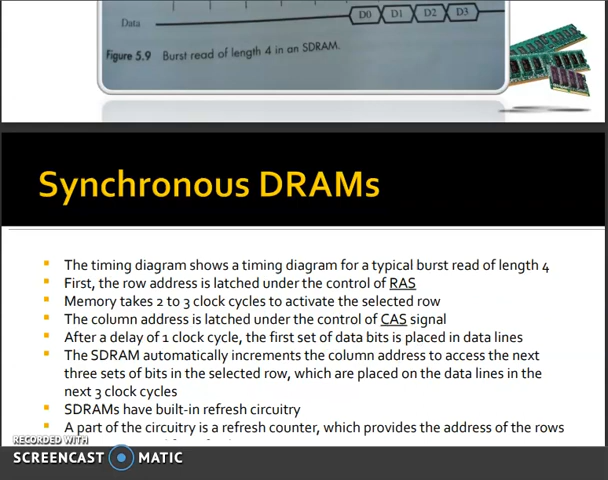 Data
D0 D1 D2 D3
Figure 5.9 Burst read of length 4 in an SDRAM.
Synchronous DRAMs
The timing diagram shows a timing diagram for a typical burst read of length 4
First, the row address is latched under the control of RAS
Memory takes 2 to 3 clock cycles to activate the selected row
The column address is latched under the control of CAS signal
After a delay of 1 clock cycle, the first set of data bits is placed in data lines
The SDRAM automatically increments the column address to access the next
three sets of bits in the selected row, which are placed on the data lines in the
next 3 clock cycles
SDRAMs have built-in refresh circuitry
A part of the circuitry is a refresh counter, which provides the address of the rows
RECORDED WITH
SCREENCAST MATIC